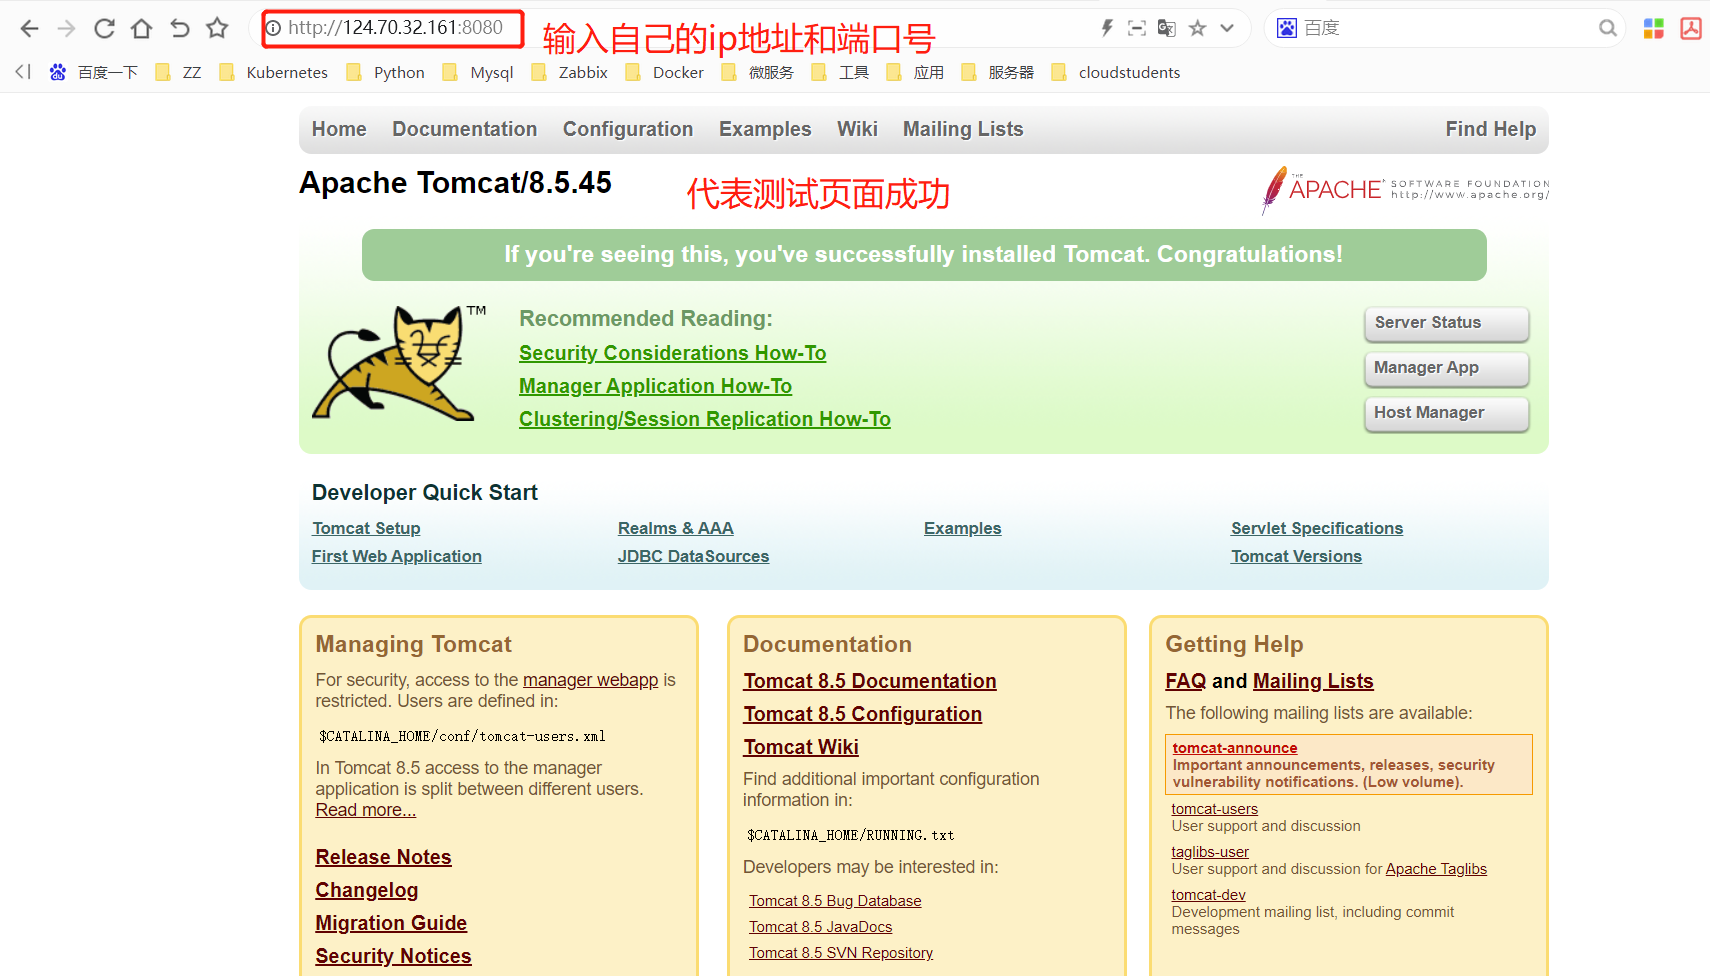 http://124.70.32.161:8080
输入自己的ip地址和端口号
百度
百度一下 ZZ Kubernetes Python Mysql Zabbix Docker 微服务 工具 应用 服务器 cloudstudents
Home Documentation Configuration Examples Wiki Mailing Lists Find Help
Apache Tomcat/8.5.45
代表测试页面成功
THE APACHE SOFTWARE FOUNDATION
http://www.apache.org/
If you're seeing this, you've successfully installed Tomcat. Congratulations!
TM
Recommended Reading:
Security Considerations How-To
Manager Application How-To
Clustering/Session Replication How-To
Server Status
Manager App
Host Manager
Developer Quick Start
Tomcat Setup
First Web Application
Realms & AAA
JDBC DataSources
Examples
Servlet Specifications
Tomcat Versions
Managing Tomcat
For security, access to the manager webapp is
restricted. Users are defined in:
$CATALINA_HOME/conf/tomcat-users.xml
In Tomcat 8.5 access to the manager
application is split between different users.
Read more...
Release Notes
Changelog
Migration Guide
Security Notices
Documentation
Tomcat 8.5 Documentation
Tomcat 8.5 Configuration
Tomcat Wiki
Find additional important configuration
information in:
$CATALINA_HOME/RUNNING.txt
Developers may be interested in:
Tomcat 8.5 Bug Database
Tomcat 8.5 JavaDocs
Tomcat 8.5 SVN Repository
Getting Help
FAQ and Mailing Lists
The following mailing lists are available:
tomcat-announce
Important announcements, releases, security
vulnerability notifications. (Low volume).
tomcat-users
User support and discussion
taglibs-user
User support and discussion for Apache Taglibs
tomcat-dev
Development mailing list, including commit
messages